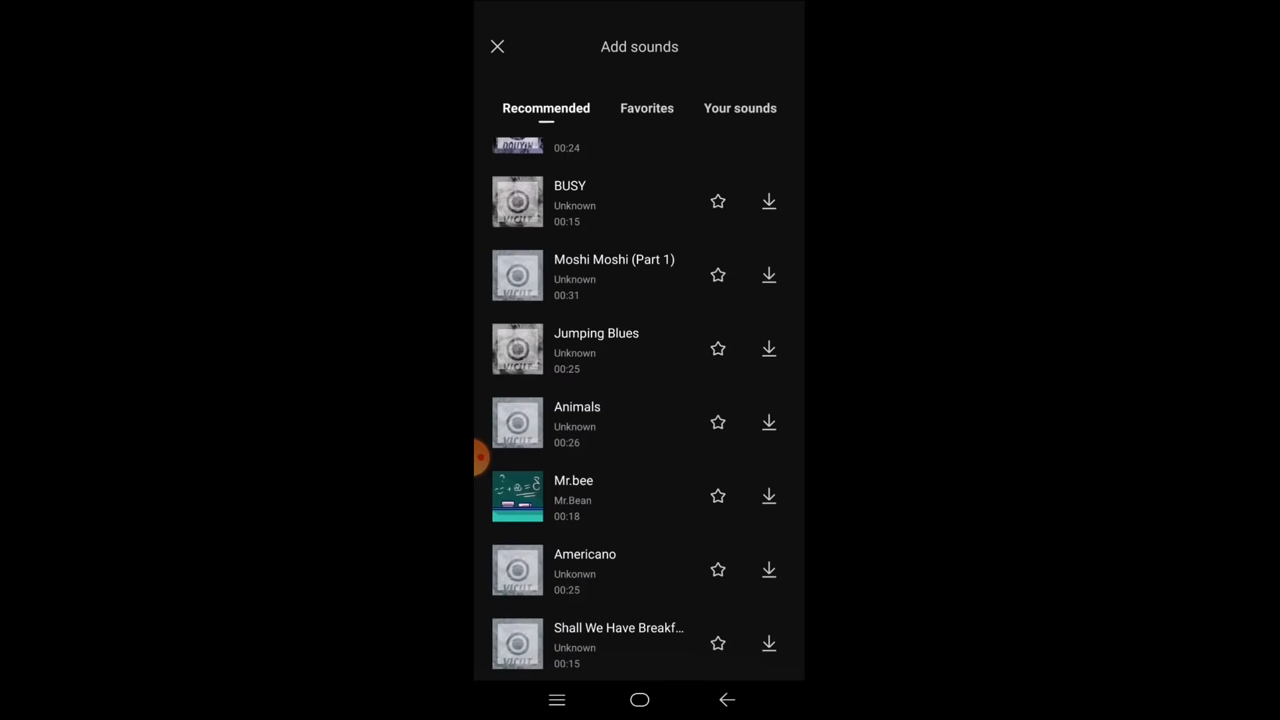 Add sounds
Recommended Favorites Your sounds
00:24
BUSY
Unknown
00:15
Moshi Moshi (Part 1)
Unknown
00:31
Jumping Blues
Unknown
00:25
Animals
Unknown
00:26
Mr.bee
Mr.Bean
00:18
Americano
Unkonwn
00:25
Shall We Have Breakf...
Unknown
00:15